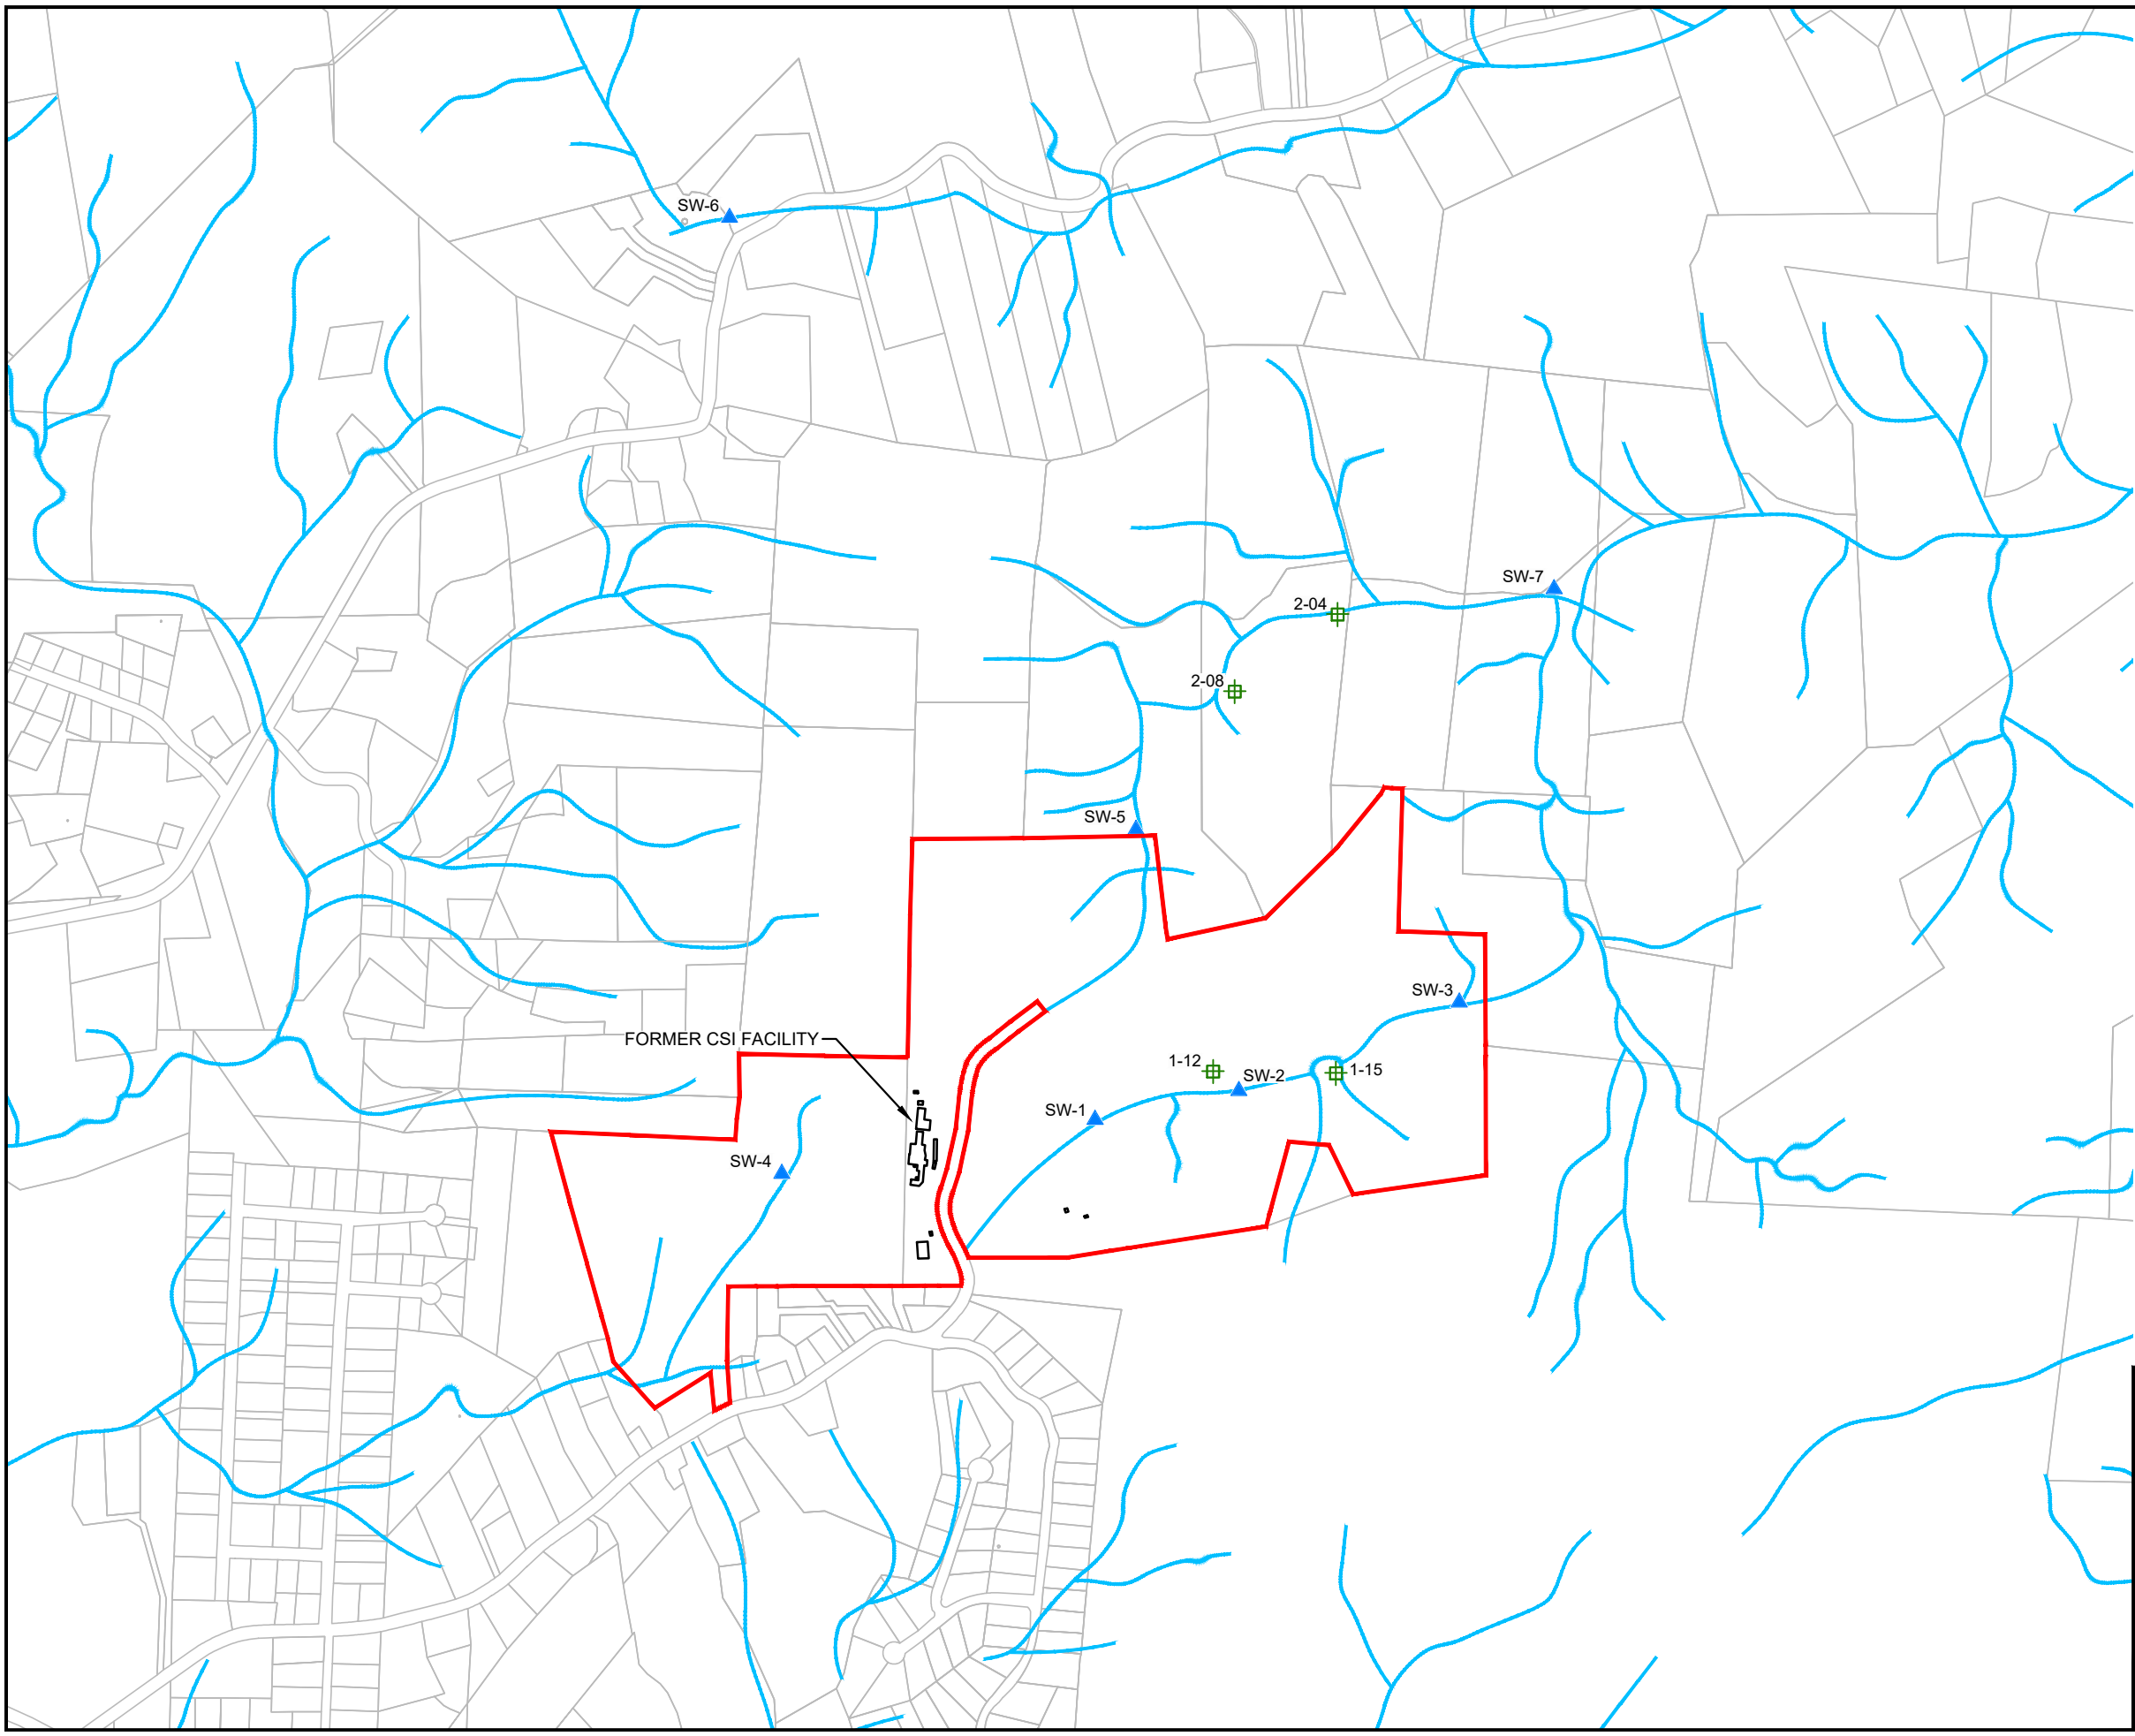 SW-6
SW-7
2-04
2-08
SW-5
SW-3
FORMER CSI FACILITY
1-12
1-15
SW-2
SW-1
SW-4